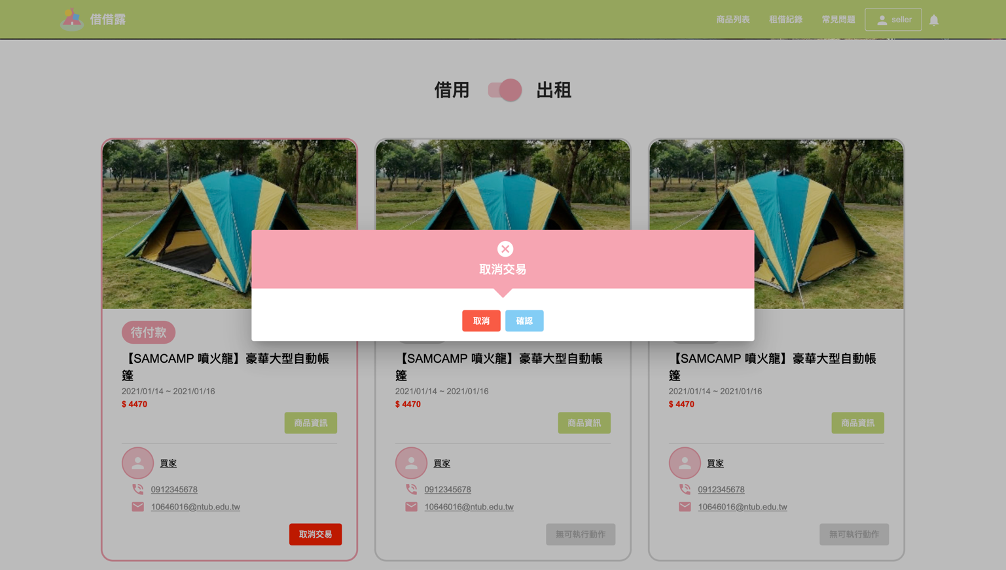 借借露
商品列表 租借紀錄 常見問題 seller
借用 出租
取消交易
取消 確認
待付款
【SAMCAMP 噴火龍】豪華大型自動帳
篷
2021/01/14 ~ 2021/01/16
$ 4470
商品資訊
買家
0912345678
10646016@ntub.edu.tw
取消交易
【SAMCAMP 噴火龍】豪華大型自動帳
篷
2021/01/14 ~ 2021/01/16
$ 4470
商品資訊
買家
0912345678
10646016@ntub.edu.tw
無可執行動作
【SAMCAMP 噴火龍】豪華大型自動帳
篷
2021/01/14 ~ 2021/01/16
$ 4470
商品資訊
買家
0912345678
10646016@ntub.edu.tw
無可執行動作